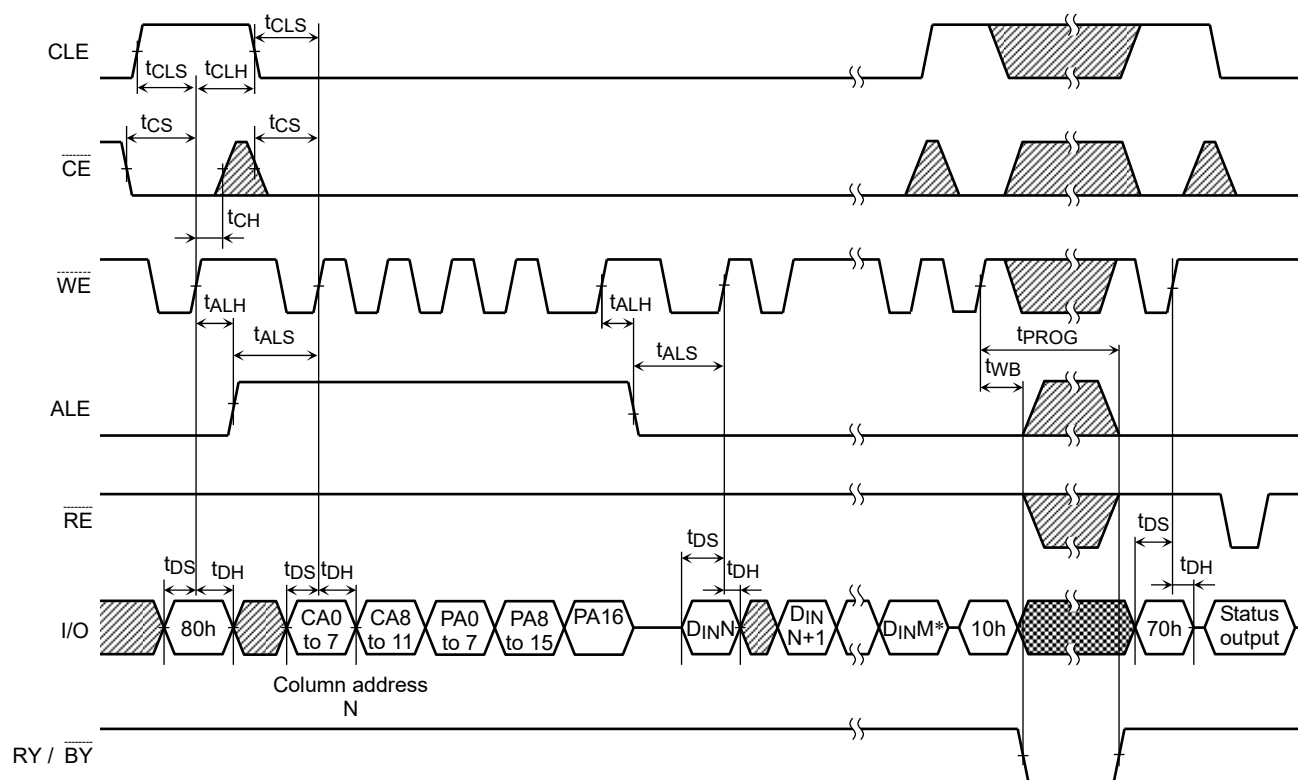 tCLS
CLE
tCLS tCLH
tCS tCS
CE
tCH
WE
tALH tALH
tALS tALS
tPROG
tWB
ALE
RE
tDS tDH tDS tDH tDS tDH tDS tDH
I/O
80h
CA0 to 7
CA8 to 11
PA0 to 7
PA8 to 15
PA16
DINN
DIN N+1
DINM*
10h
70h
Status output
Column address
N
RY / BY